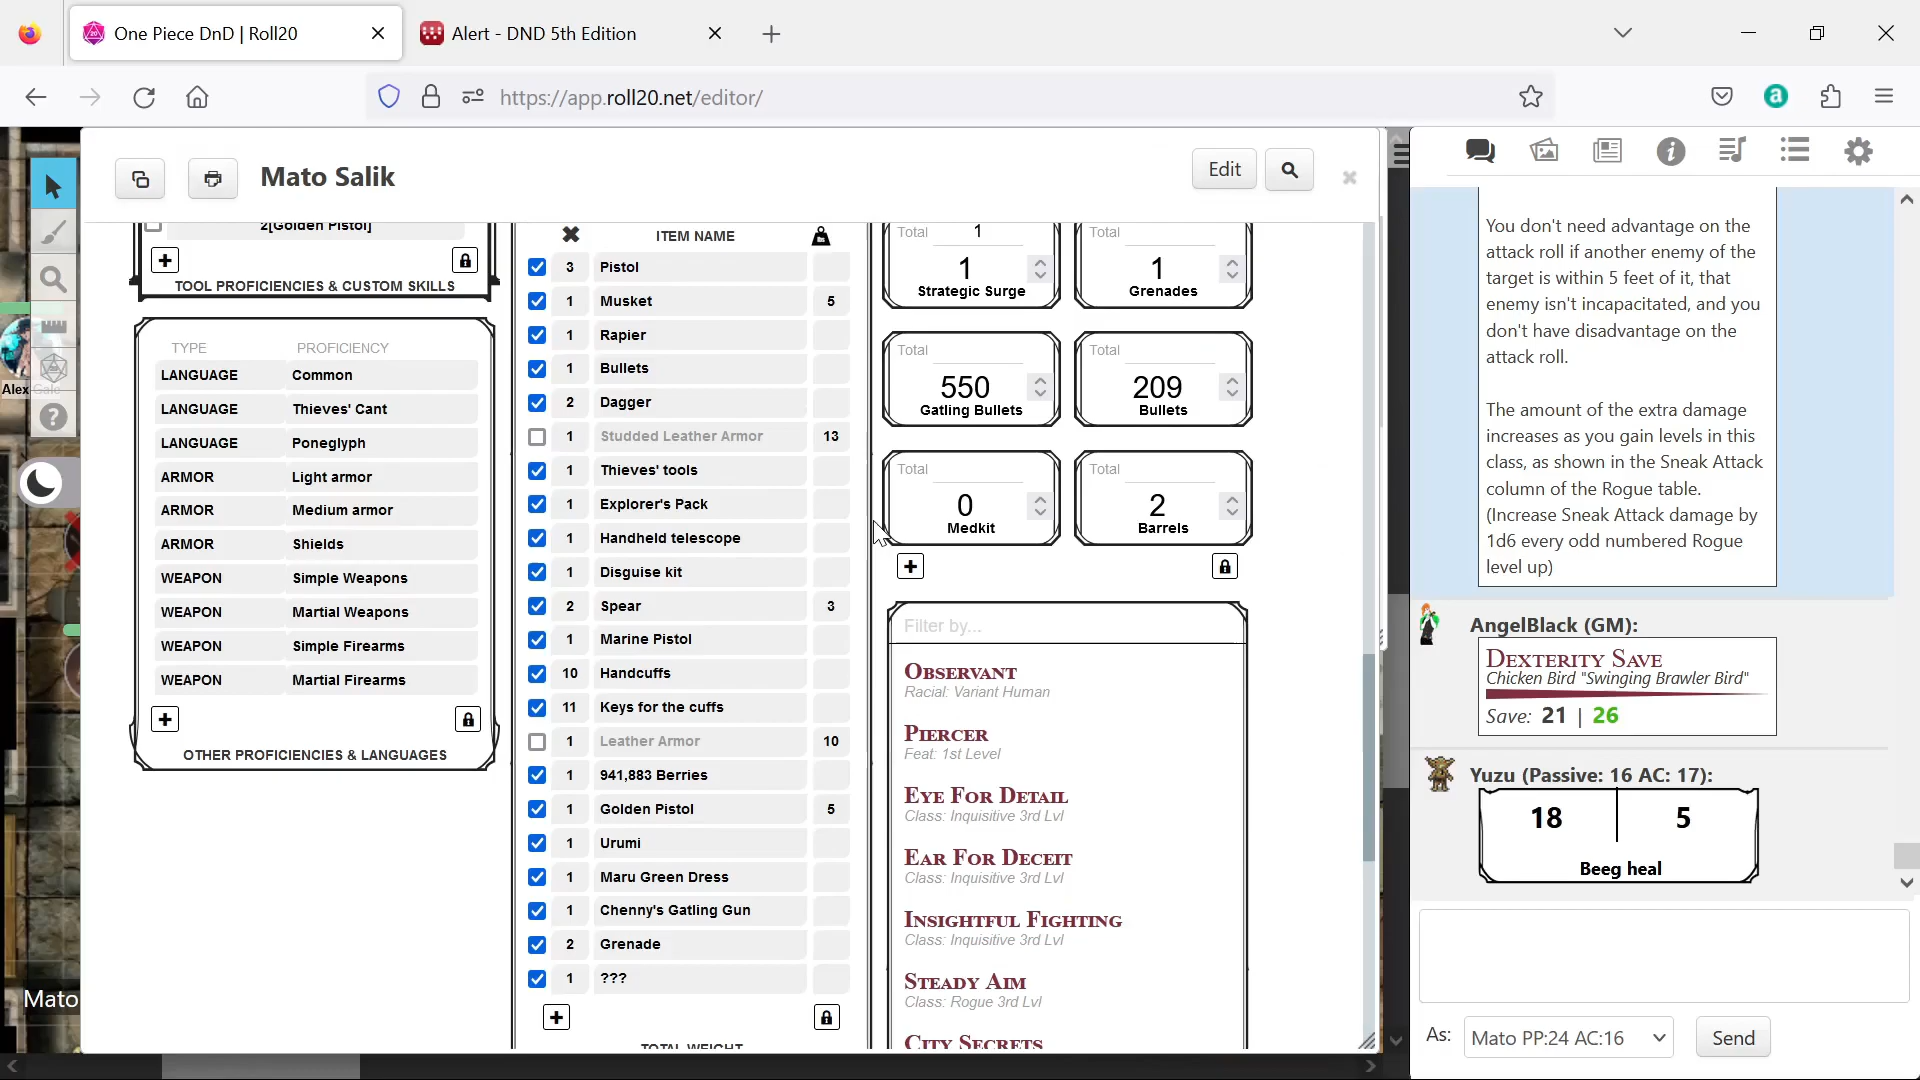 One Piece DnD | Roll20
Alert - DND 5th Edition
https://app.roll20.net/editor/
Mato Salik
Edit
2[Golden Pistol]
TOOL PROFICIENCIES & CUSTOM SKILLS
TYPE PROFICIENCY
LANGUAGE Common
LANGUAGE Thieves' Cant
LANGUAGE Poneglyph
ARMOR Light armor
ARMOR Medium armor
ARMOR Shields
WEAPON Simple Weapons
WEAPON Martial Weapons
WEAPON Simple Firearms
WEAPON Martial Firearms
OTHER PROFICIENCIES & LANGUAGES
Alex
Mato
ITEM NAME
3 Pistol
1 Musket 5
1 Rapier
1 Bullets
2 Dagger
1 Studded Leather Armor 13
1 Thieves' tools
1 Explorer's Pack
1 Handheld telescope
1 Disguise kit
2 Spear 3
1 Marine Pistol
10 Handcuffs
11 Keys for the cuffs
1 Leather Armor 10
1 941,883 Berries
1 Golden Pistol 5
1 Urumi
1 Maru Green Dress
1 Chenny's Gatling Gun
2 Grenade
1 ???
TOTAL WEIGHT
Total 1
1
Strategic Surge
Total
1
Grenades
Total
550
Gatling Bullets
Total
209
Bullets
Total
0
Medkit
Total
2
Barrels
Filter by...
OBSERVANT
Racial: Variant Human
PIERCER
Feat: 1st Level
EYE FOR DETAIL
Class: Inquisitive 3rd Lvl
EAR FOR DECEIT
Class: Inquisitive 3rd Lvl
INSIGHTFUL FIGHTING
Class: Inquisitive 3rd Lvl
STEADY AIM
Class: Rogue 3rd Lvl
CITY SECRETS
You don't need advantage on the
attack roll if another enemy of the
target is within 5 feet of it, that
enemy isn't incapacitated, and you
don't have disadvantage on the
attack roll.
The amount of the extra damage
increases as you gain levels in this
class, as shown in the Sneak Attack
column of the Rogue table.
(Increase Sneak Attack damage by
1d6 every odd numbered Rogue
level up)
AngelBlack (GM):
DEXTERITY SAVE
Chicken Bird "Swinging Brawler Bird"
Save: 21 | 26
Yuzu (Passive: 16 AC: 17):
18 5
Beeg heal
As: Mato PP:24 AC:16 Send